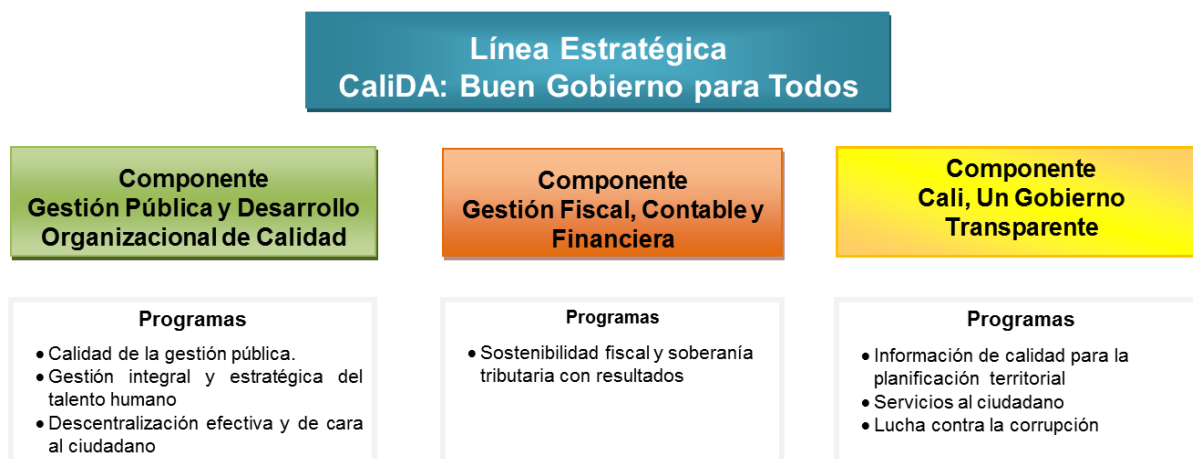 Línea Estratégica
CaliDA: Buen Gobierno para Todos
Componente
Gestión Pública y Desarrollo
Organizacional de Calidad
Programas
• Calidad de la gestión pública.
• Gestión integral y estratégica del
talento humano
• Descentralización efectiva y de cara
al ciudadano
Componente
Gestión Fiscal, Contable y
Financiera
Programas
• Sostenibilidad fiscal y soberanía
tributaria con resultados
Componente
Cali, Un Gobierno
Transparente
Programas
• Información de calidad para la
planificación territorial
• Servicios al ciudadano
• Lucha contra la corrupción